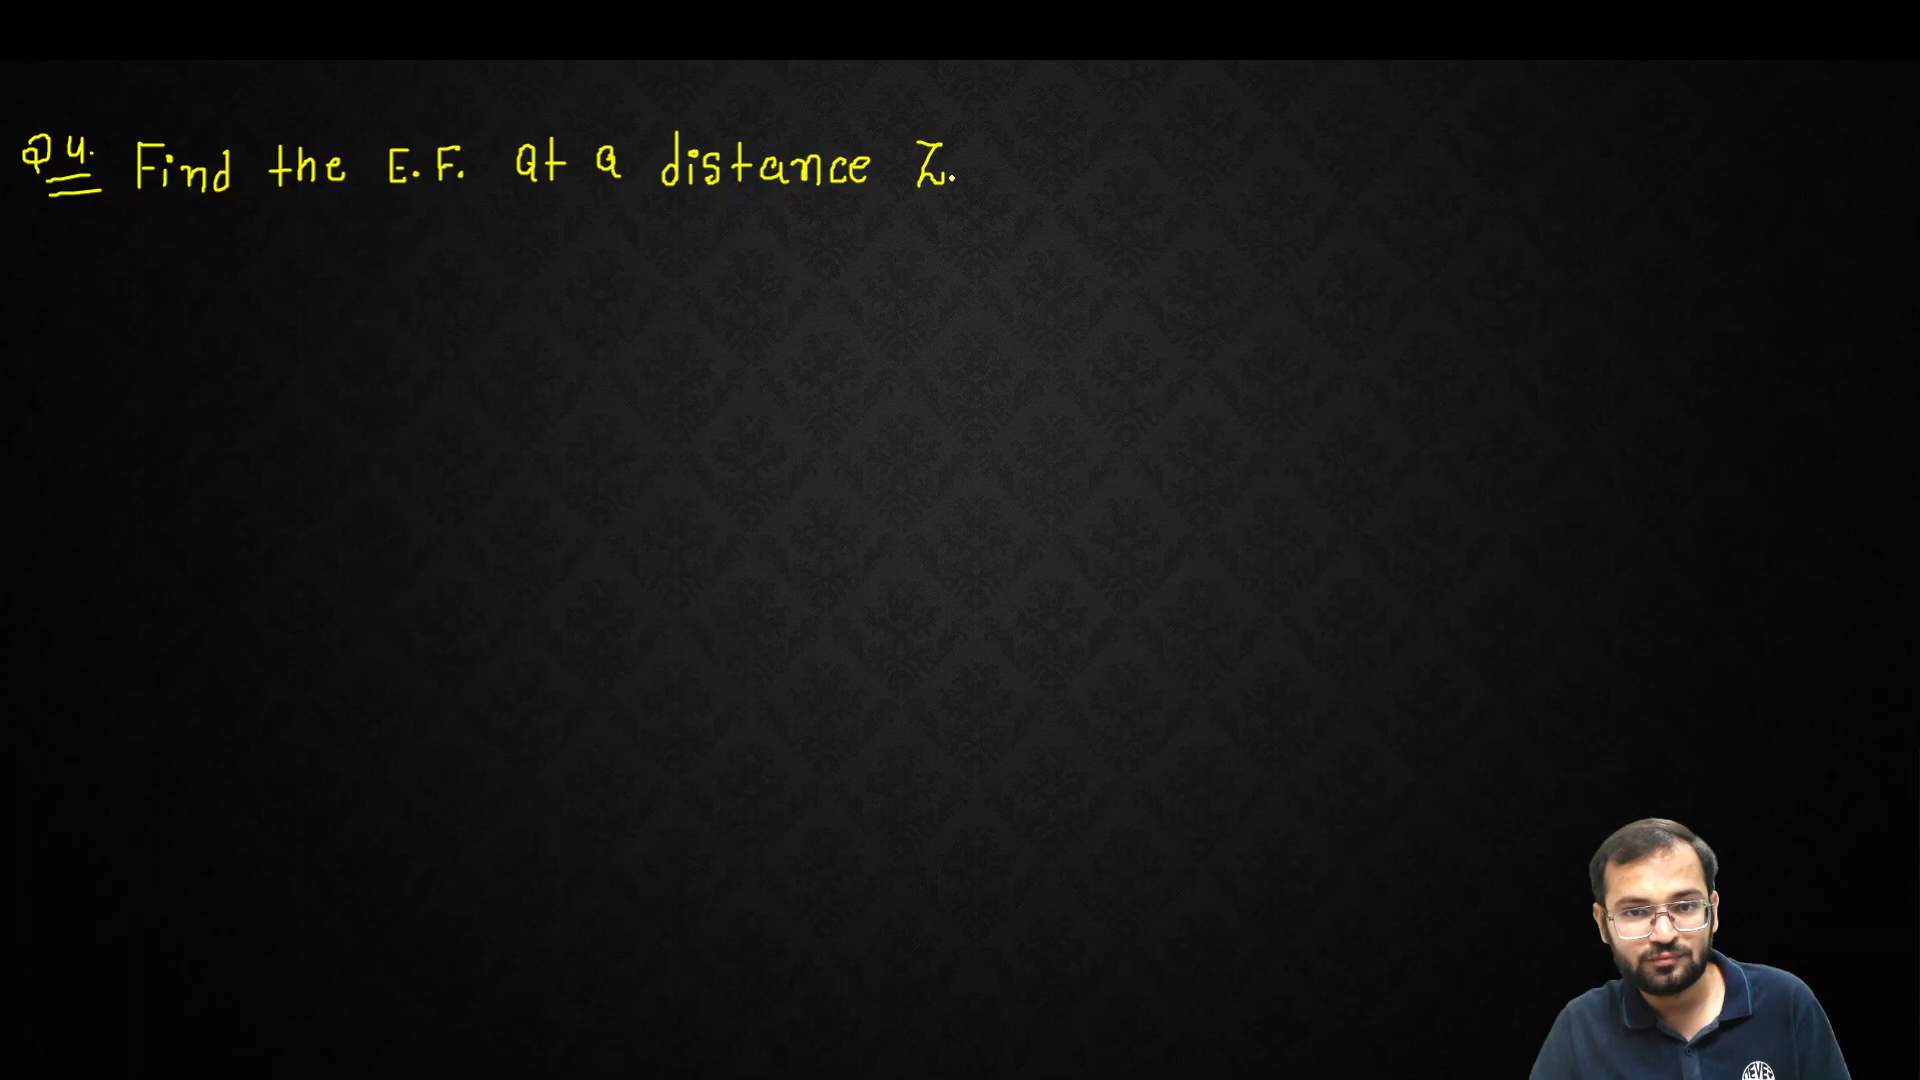 Q4. Find the E.F. at a distance Z.